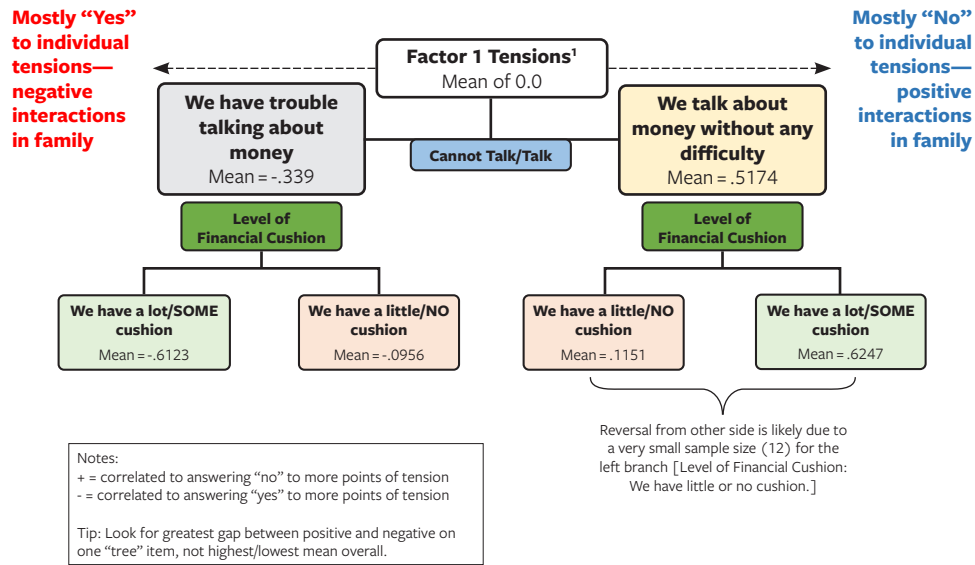 Mostly “Yes”
to individual
tensions—
negative
interactions
in family
Factor 1 Tensions¹
Mean of 0.0
Mostly “No”
to individual
tensions—
positive
interactions
in family
We have trouble
talking about
money
Mean = -.339
Cannot Talk/Talk
We talk about
money without any
difficulty
Mean = .5174
Level of
Financial Cushion
Level of
Financial Cushion
We have a lot/SOME
cushion
Mean = -.6123
We have a little/NO
cushion
Mean = -.0956
We have a little/NO
cushion
Mean = .1151
We have a lot/SOME
cushion
Mean = .6247
Reversal from other side is likely due to
a very small sample size (12) for the
left branch [Level of Financial Cushion:
We have little or no cushion.]
Notes:
+ = correlated to answering “no” to more points of tension
- = correlated to answering “yes” to more points of tension
Tip: Look for greatest gap between positive and negative on
one “tree” item, not highest/lowest mean overall.